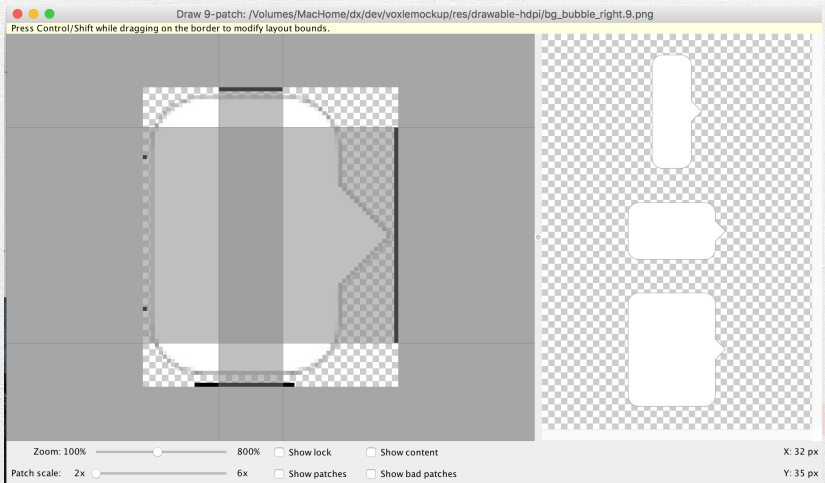 Draw 9-patch: /Volumes/MacHome/dx/dev/voxlemockup/res/drawable-hdpi/bg_bubble_right.9.png
Press Control/Shift while dragging on the border to modify layout bounds.
Zoom: 100% 800% Show lock Show content X: 32 px
Patch scale: 2x 6x Show patches Show bad patches Y: 35 px